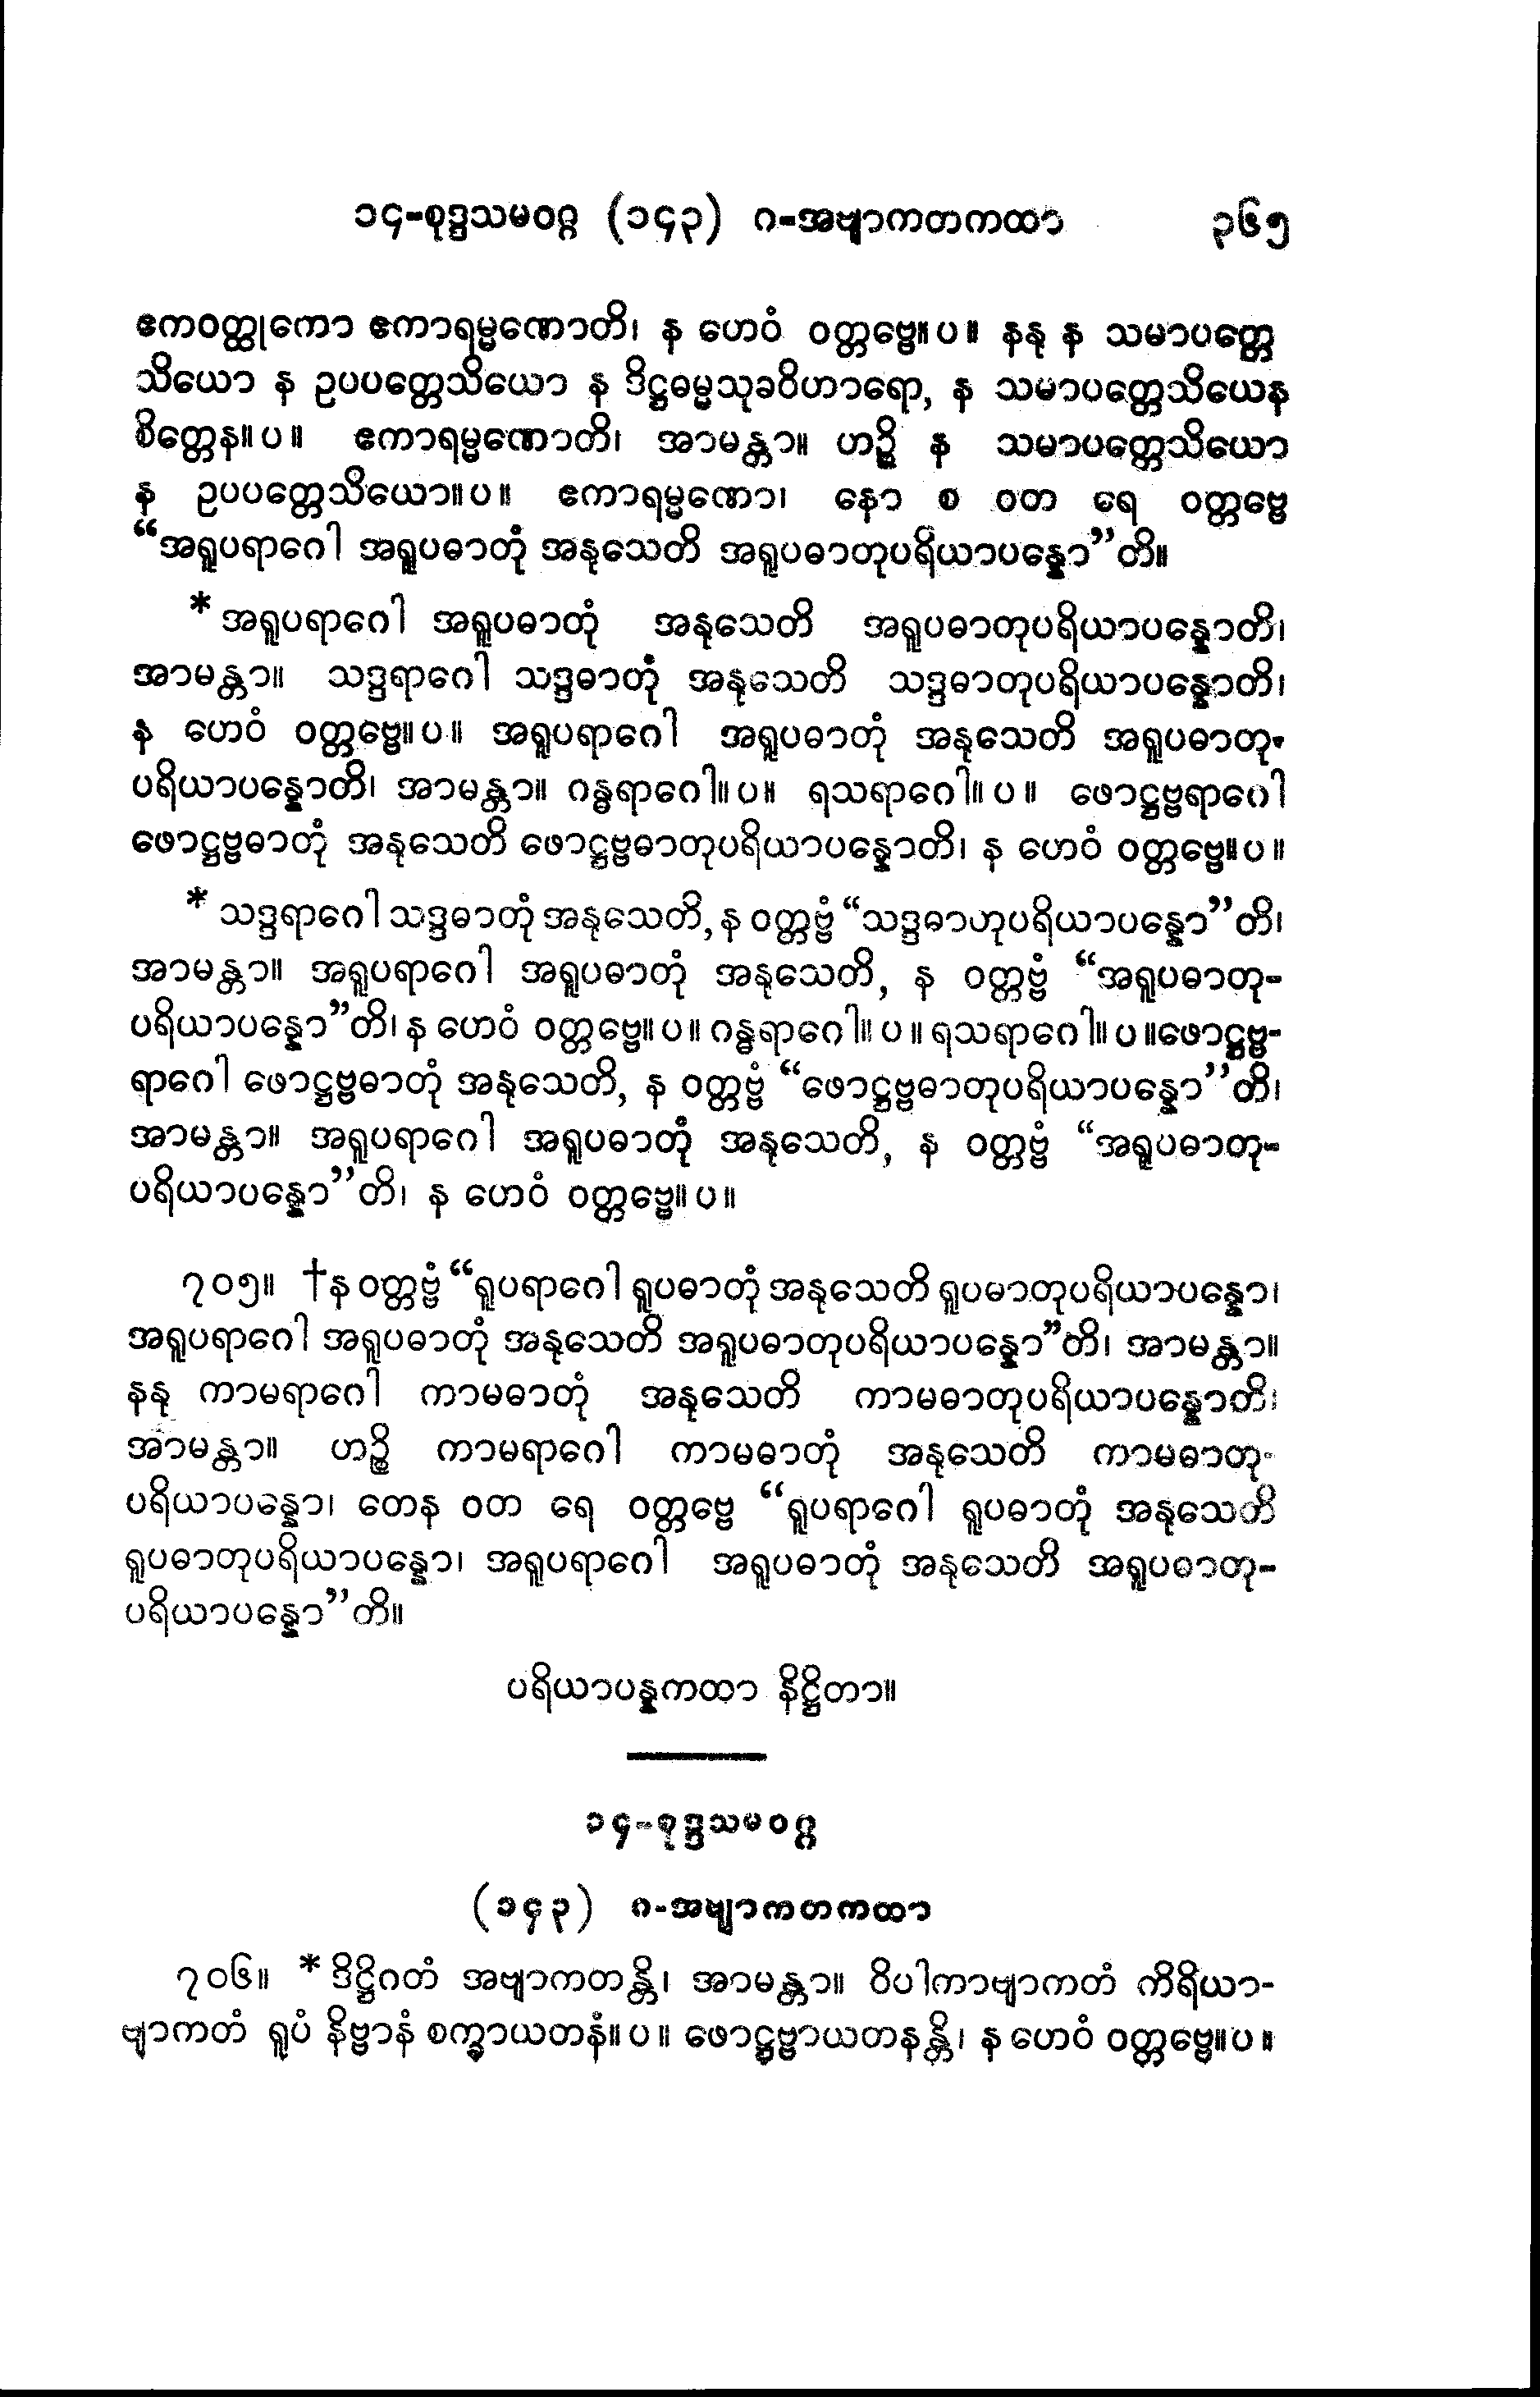 ၁၄-စုဒ္ဒသမဝဂ္ဂ (၁၄၃) ဂ-အဗျာကတကထာ ၃၆၅
ဧကဝတ္ထုကော ဧကာရမ္မဏောတိ၊ န ဟေဝံ ဝတ္တဗ္ဗေ။ပ။ နနု န သမာပတ္တေ
သိယော န ဥပပတ္တေသိယော န ဒိဋ္ဌဓမ္မသုခဝိဟာရော, န သမာပတ္တေသိယေန
စိတ္တေန။ပ။ ဧကာရမ္မဏောတိ၊ အာမန္တာ။ ဟဉ္စိ န သမာပတ္တေသိယော
န ဥပပတ္တေသိယော။ပ။ ဧကာရမ္မဏော၊ နော စ ဝတ ရေ ဝတ္တဗ္ဗေ
“အရူပရာဂေါ အရူပဓာတုံ အနုသေတိ အရူပဓာတုပရိယာပန္နော”တိ။
* အရူပရာဂေါ အရူပဓာတုံ အနုသေတိ အရူပဓာတုပရိယာပန္နောတိ၊
အာမန္တာ။ သဒ္ဒရာဂေါ သဒ္ဒဓာတုံ အနုသေတိ သဒ္ဒဓာတုပရိယာပန္နောတိ၊
န ဟေဝံ ဝတ္တဗ္ဗေ။ပ။ အရူပရာဂေါ အရူပဓာတုံ အနုသေတိ အရူပဓာတု-
ပရိယာပန္နောတိ၊ အာမန္တာ။ ဂန္ဓရာဂေါ။ပ။ ရသရာဂေါ။ပ။ ဖောဋ္ဌဗ္ဗရာဂေါ
ဖောဋ္ဌဗ္ဗဓာတုံ အနုသေတိ ဖောဋ္ဌဗ္ဗဓာတုပရိယာပန္နောတိ၊ န ဟေဝံ ဝတ္တဗ္ဗေ။ပ။
* သဒ္ဒရာဂေါ သဒ္ဒဓာတုံ အနုသေတိ, န ဝတ္တဗ္ဗံ “သဒ္ဒဓာတုပရိယာပန္နော”တိ၊
အာမန္တာ။ အရူပရာဂေါ အရူပဓာတုံ အနုသေတိ, န ဝတ္တဗ္ဗံ “အရူပဓာတု-
ပရိယာပန္နော”တိ၊ န ဟေဝံ ဝတ္တဗ္ဗေ။ပ။ ဂန္ဓရာဂေါ။ပ။ ရသရာဂေါ။ပ။ဖောဋ္ဌဗ္ဗ-
ရာဂေါ ဖောဋ္ဌဗ္ဗဓာတုံ အနုသေတိ, န ဝတ္တဗ္ဗံ “ဖောဋ္ဌဗ္ဗဓာတုပရိယာပန္နော”တိ၊
အာမန္တာ။ အရူပရာဂေါ အရူပဓာတုံ အနုသေတိ, န ဝတ္တဗ္ဗံ “အရူပဓာတု-
ပရိယာပန္နော”တိ၊ န ဟေဝံ ဝတ္တဗ္ဗေ။ပ။
၇၀၅။ †န ဝတ္တဗ္ဗံ “ရူပရာဂေါ ရူပဓာတုံ အနုသေတိ ရူပဓာတုပရိယာပန္နော၊
အရူပရာဂေါ အရူပဓာတုံ အနုသေတိ အရူပဓာတုပရိယာပန္နော”တိ၊ အာမန္တာ။
နနု ကာမရာဂေါ ကာမဓာတုံ အနုသေတိ ကာမဓာတုပရိယာပန္နောတိ၊
အာမန္တာ။ ဟဉ္စိ ကာမရာဂေါ ကာမဓာတုံ အနုသေတိ ကာမဓာတု-
ပရိယာပန္နော၊ တေန ဝတ ရေ ဝတ္တဗ္ဗေ “ရူပရာဂေါ ရူပဓာတုံ အနုသေတိ
ရူပဓာတုပရိယာပန္နော၊ အရူပရာဂေါ အရူပဓာတုံ အနုသေတိ အရူပဓာတု-
ပရိယာပန္နော”တိ။
ပရိယာပန္နကထာ နိဋ္ဌိတာ။
၁၄-စုဒ္ဒသမဝဂ္ဂ
(၁၄၃) ဂ-အဗျာကတကထာ
၇၀၆။ * ဒိဋ္ဌိဂတံ အဗျာကတန္တိ၊ အာမန္တာ။ ဝိပါကာဗျာကတံ ကိရိယာ-
ဗျာကတံ ရူပံ နိဗ္ဗာနံ စက္ခာယတနံ။ပ။ ဖောဋ္ဌဗ္ဗာယတနန္တိ၊ န ဟေဝံ ဝတ္တဗ္ဗေ။ပ။